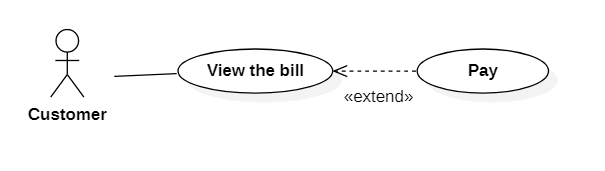 View the bill
Pay
«extend»
Customer